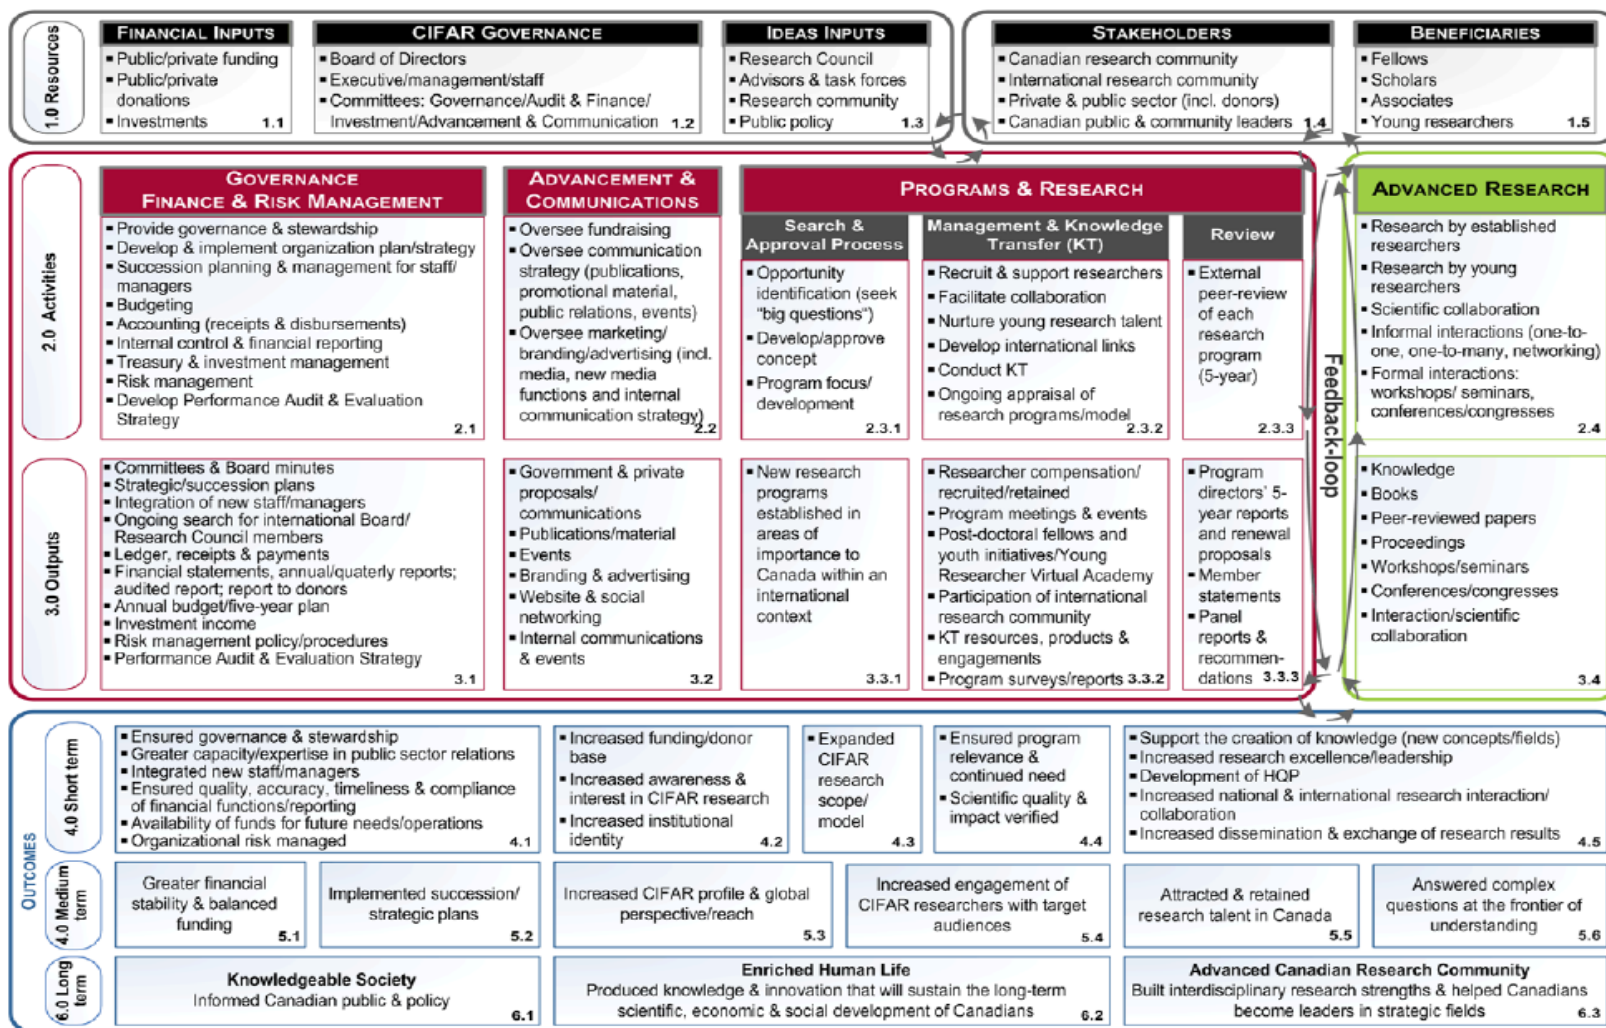 1.0 Resources
FINANCIAL INPUTS
▪ Public/private funding
▪ Public/private
donations
▪ Investments
1.1
CIFAR GOVERNANCE
▪ Board of Directors
▪ Executive/management/staff
▪ Committees: Governance/Audit & Finance/
Investment/Advancement & Communication
1.2
IDEAS INPUTS
▪ Research Council
▪ Advisors & task forces
▪ Research community
▪ Public policy
1.3
STAKEHOLDERS
▪ Canadian research community
▪ International research community
▪ Private & public sector (incl. donors)
▪ Canadian public & community leaders
1.4
BENEFICIARIES
▪ Fellows
▪ Scholars
▪ Associates
▪ Young researchers
1.5
2.0 Activities
GOVERNANCE
FINANCE & RISK MANAGEMENT
▪ Provide governance & stewardship
▪ Develop & implement organization plan/strategy
▪ Succession planning & management for staff/
managers
▪ Budgeting
▪ Accounting (receipts & disbursements)
▪ Internal control & financial reporting
▪ Treasury & investment management
▪ Risk management
▪ Develop Performance Audit & Evaluation
Strategy
2.1
ADVANCEMENT &
COMMUNICATIONS
▪ Oversee fundraising
▪ Oversee communication
strategy (publications,
promotional material,
public relations, events)
▪ Oversee marketing/
branding/advertising (incl.
media, new media
functions and internal
communication strategy)
2.2
PROGRAMS & RESEARCH
Search &
Approval Process
▪ Opportunity
identification (seek
"big questions")
▪ Develop/approve
concept
▪ Program focus/
development
2.3.1
Management & Knowledge
Transfer (KT)
▪ Recruit & support researchers
▪ Facilitate collaboration
▪ Nurture young research talent
▪ Develop international links
▪ Conduct KT
▪ Ongoing appraisal of
research programs/model
2.3.2
Review
▪ External
peer-review
of each
research
program
(5-year)
2.3.3
Feedback-loop
ADVANCED RESEARCH
▪ Research by established
researchers
▪ Research by young
researchers
▪ Scientific collaboration
▪ Informal interactions (one-to-
one, one-to-many, networking)
▪ Formal interactions:
workshops/ seminars,
conferences/congresses
2.4
3.0 Outputs
▪ Committees & Board minutes
▪ Strategic/succession plans
▪ Integration of new staff/managers
▪ Ongoing search for international Board/
Research Council members
▪ Ledger, receipts & payments
▪ Financial statements, annual/quaterly reports;
audited report; report to donors
▪ Annual budget/five-year plan
▪ Investment income
▪ Risk management policy/procedures
▪ Performance Audit & Evaluation Strategy
3.1
▪ Government & private
proposals/
communications
▪ Publications/material
▪ Events
▪ Branding & advertising
▪ Website & social
networking
▪ Internal communications
& events
3.2
▪ New research
programs
established in
areas of
importance to
Canada within an
international
context
3.3.1
▪ Researcher compensation/
recruited/retained
▪ Program meetings & events
▪ Post-doctoral fellows and
youth initiatives/Young
Researcher Virtual Academy
▪ Participation of international
research community
▪ KT resources, products &
engagements
▪ Program surveys/reports
3.3.2
▪ Program
directors' 5-
year reports
and renewal
proposals
▪ Member
statements
▪ Panel
reports &
recommen-
dations
3.3.3
▪ Knowledge
▪ Books
▪ Peer-reviewed papers
▪ Proceedings
▪ Workshops/seminars
▪ Conferences/congresses
▪ Interaction/scientific
collaboration
3.4
OUTCOMES
4.0 Short term
▪ Ensured governance & stewardship
▪ Greater capacity/expertise in public sector relations
▪ Integrated new staff/managers
▪ Ensured quality, accuracy, timeliness & compliance
of financial functions/reporting
▪ Availability of funds for future needs/operations
▪ Organizational risk managed
4.1
▪ Increased funding/donor
base
▪ Increased awareness &
interest in CIFAR research
▪ Increased institutional
identity
4.2
▪ Expanded
CIFAR
research
scope/
model
4.3
▪ Ensured program
relevance &
continued need
▪ Scientific quality &
impact verified
4.4
▪ Support the creation of knowledge (new concepts/fields)
▪ Increased research excellence/leadership
▪ Development of HQP
▪ Increased national & international research interaction/
collaboration
▪ Increased dissemination & exchange of research results
4.5
4.0 Medium
term
Greater financial
stability & balanced
funding
5.1
Implemented succession/
strategic plans
5.2
Increased CIFAR profile & global
perspective/reach
5.3
Increased engagement of
CIFAR researchers with target
audiences
5.4
Attracted & retained
research talent in Canada
5.5
Answered complex
questions at the frontier of
understanding
5.6
6.0 Long
term
Knowledgeable Society
Informed Canadian public & policy
6.1
Enriched Human Life
Produced knowledge & innovation that will sustain the long-term
scientific, economic & social development of Canadians
6.2
Advanced Canadian Research Community
Built interdisciplinary research strengths & helped Canadians
become leaders in strategic fields
6.3